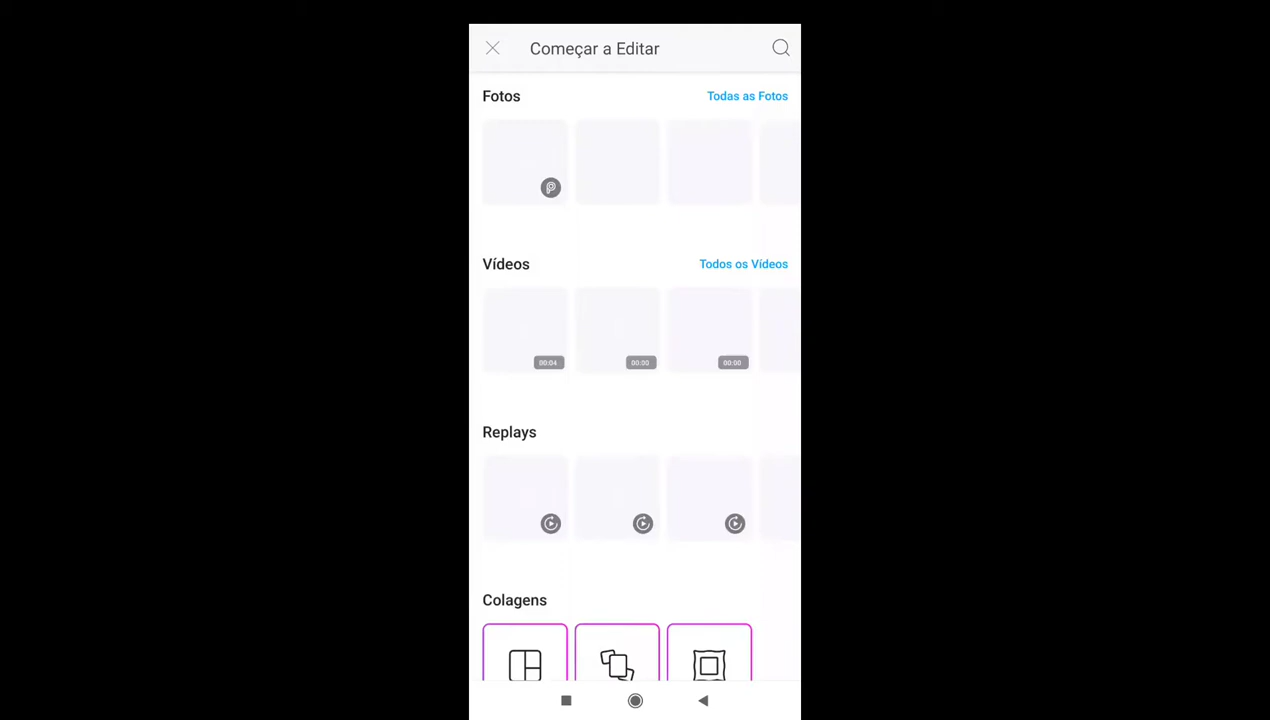 Começar a Editar
Fotos
Todas as Fotos
Vídeos
Todos os Vídeos
00:04
00:00
00:00
Replays
Colagens